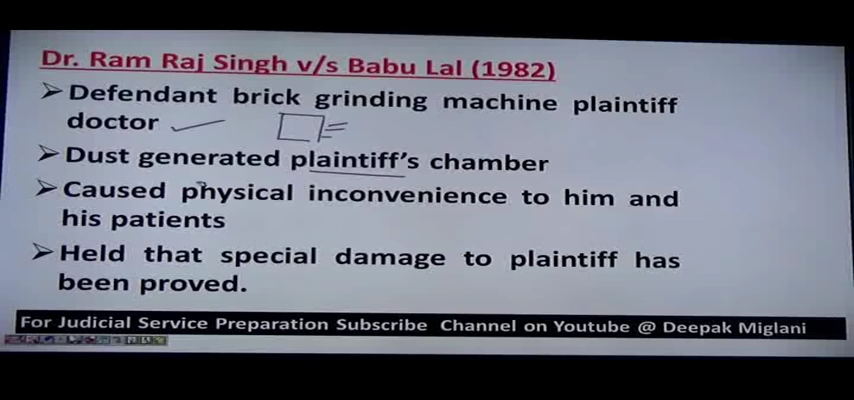 Dr. Ram Raj Singh v/s Babu Lal (1982)
➢ Defendant brick grinding machine plaintiff
doctor
➢ Dust generated plaintiff's chamber
➢ Caused physical inconvenience to him and
his patients
➢ Held that special damage to plaintiff has
been proved.
For Judicial Service Preparation Subscribe Channel on Youtube @ Deepak Miglani